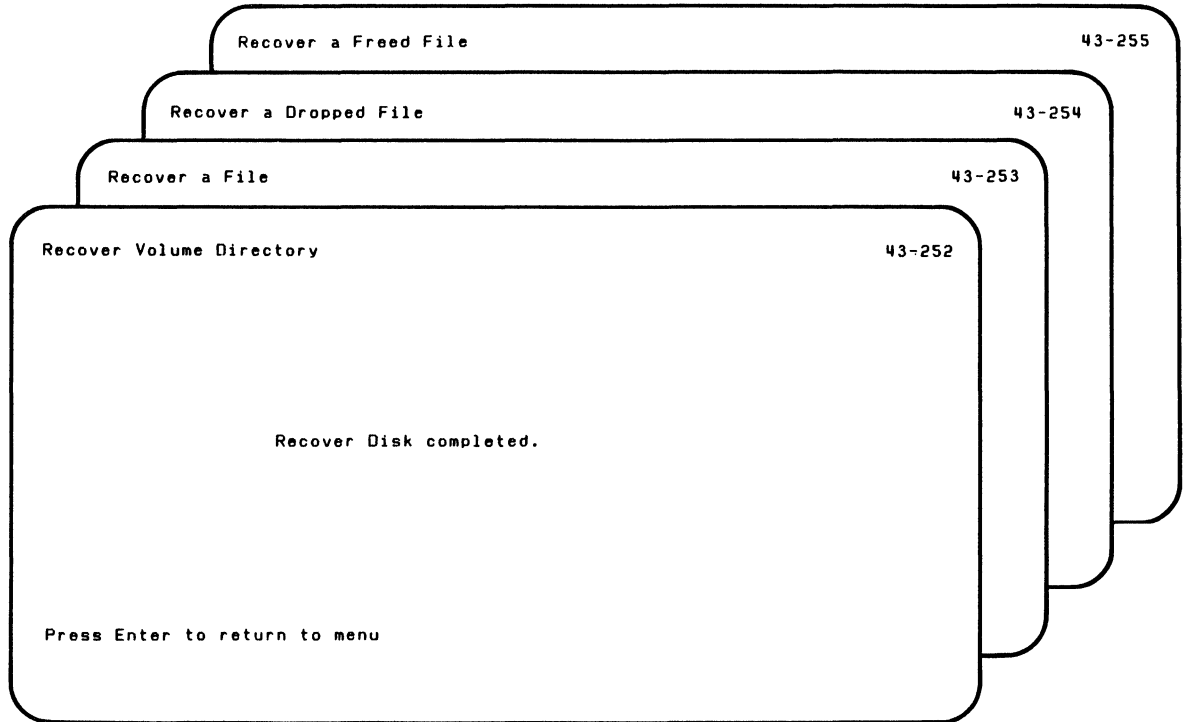 Recover a Freed File 43-255
Recover a Dropped File 43-254
Recover a File 43-253
Recover Volume Directory 43-252
Recover Disk completed.
Press Enter to return to menu